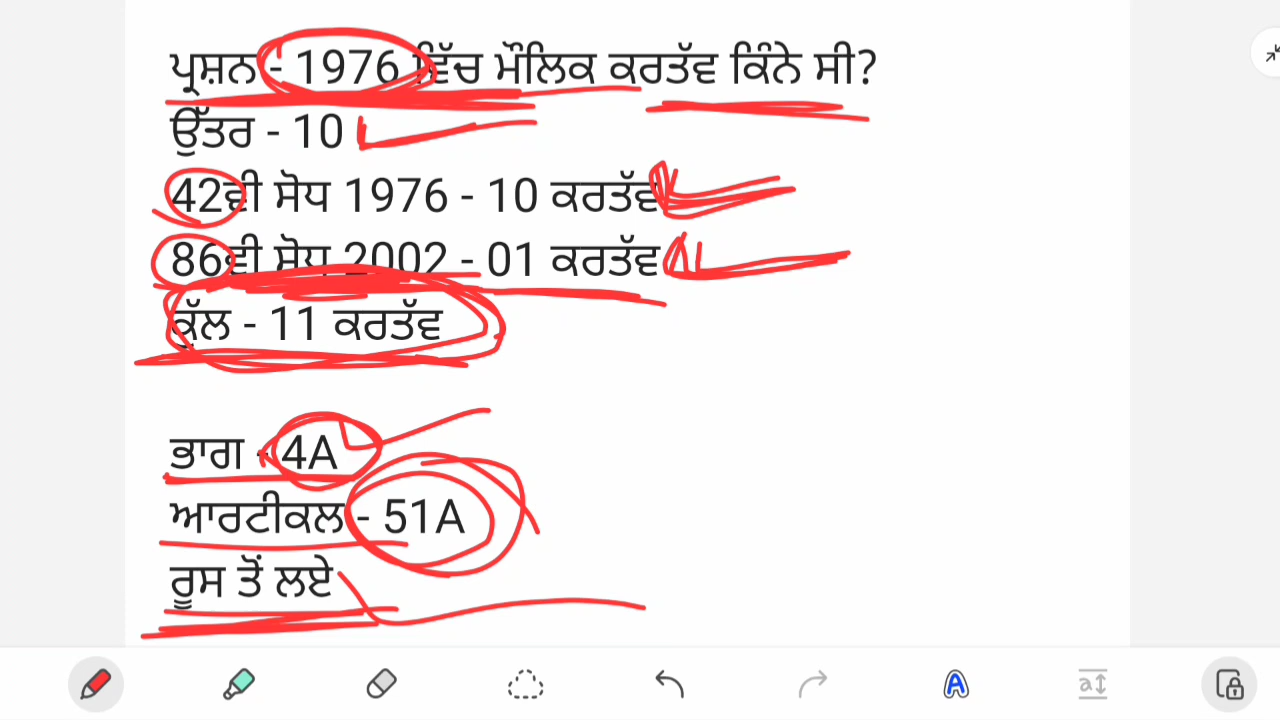 ਪ੍ਰਸ਼ਨ - 1976 ਵਿੱਚ ਮੌਲਿਕ ਕਰਤੱਵ ਕਿੰਨੇ ਸੀ?
ਉੱਤਰ - 10
42ਵੀ ਸੋਧ 1976 - 10 ਕਰਤੱਵ
86ਵੀ ਸੋਧ 2002 - 01 ਕਰਤੱਵ
ਕੁੱਲ - 11 ਕਰਤੱਵ
ਭਾਗ - 4A
ਆਰਟੀਕਲ - 51A
ਰੂਸ ਤੋਂ ਲਏ